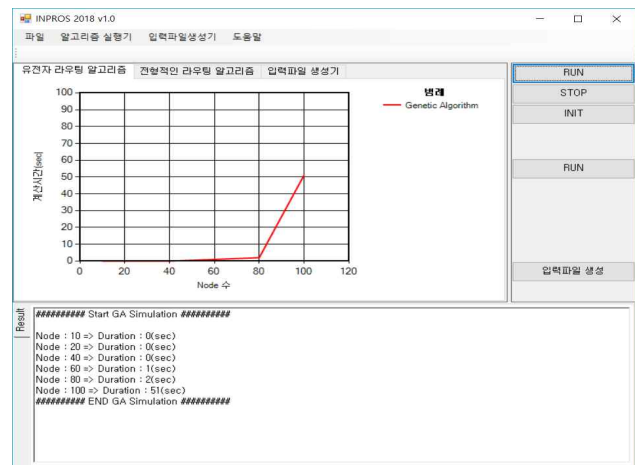 INPROS 2018 v1.0
파일 알고리즘 실행기 입력파일생성기 도움말
유전자 라우팅 알고리즘 전형적인 라우팅 알고리즘 입력파일 생성기
범례
Genetic Algorithm
계산시간(sec)
100
90
80
70
60
50
40
30
20
10
0
0 20 40 60 80 100 120
Node 수
RUN
STOP
INIT
RUN
입력파일 생성
Result
########## Start GA Simulation ##########
Node : 10 => Duration : 0(sec)
Node : 20 => Duration : 0(sec)
Node : 40 => Duration : 0(sec)
Node : 60 => Duration : 1(sec)
Node : 80 => Duration : 2(sec)
Node : 100 => Duration : 51(sec)
########## END GA Simulation ##########